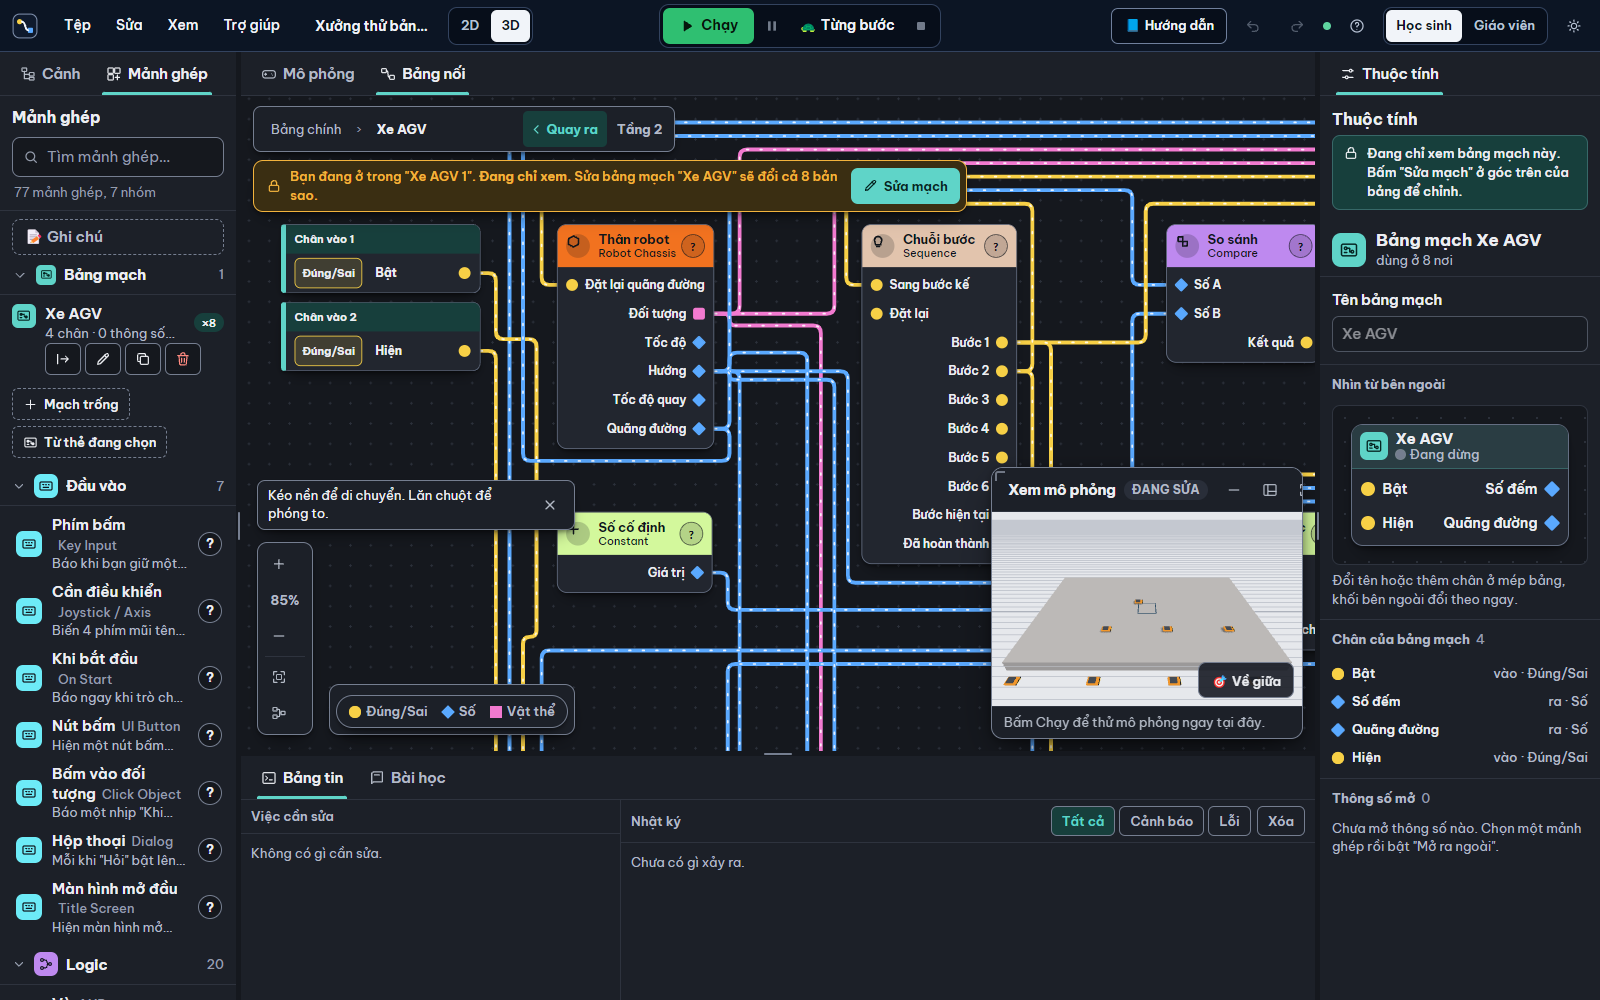 Tệp
Sửa
Xem
Trợ giúp
Xưởng thử bản...
2D
3D
Chạy
Từng bước
Hướng dẫn
Học sinh
Giáo viên
Cảnh
Mảnh ghép
Mô phỏng
Bảng nối
Thuộc tính
Mảnh ghép
Tìm mảnh ghép...
77 mảnh ghép, 7 nhóm
Ghi chú
Bảng mạch
1
Xe AGV
4 chân · 0 thông số...
x8
Mạch trống
Từ thẻ đang chọn
Đầu vào
7
Phím bấm
Key Input
Báo khi bạn giữ một...
?
Cần điều khiển
Joystick / Axis
Biến 4 phím mũi tên...
?
Khi bắt đầu
On Start
Báo ngay khi trò ch...
?
Nút bấm UI Button
Hiện một nút bấm...
?
Bấm vào đối
tượng Click Object
Báo một nhịp "Khi...
?
Hộp thoại Dialog
Mỗi khi "Hỏi" bật lên...
?
Màn hình mở đầu
Title Screen
Hiện màn hình mở...
?
Logic
20
Bảng chính
Xe AGV
Quay ra
Tầng 2
Bạn đang ở trong "Xe AGV 1". Đang chỉ xem. Sửa bảng mạch "Xe AGV" sẽ đổi cả 8 bản
sao.
Sửa mạch
Chân vào 1
Đúng/Sai
Bật
Chân vào 2
Đúng/Sai
Hiện
Thân robot
Robot Chassis
?
Đặt lại quãng đường
Đối tượng
Tốc độ
Hướng
Tốc độ quay
Quãng đường
Chuỗi bước
Sequence
?
Sang bước kế
Đặt lại
Bước 1
Bước 2
Bước 3
Bước 4
Bước 5
Bước 6
Bước hiện tại
Đã hoàn thành
So sánh
Compare
?
Số A
Số B
Kết quả
Kéo nền để di chuyển. Lăn chuột để
phóng to.
Số cố định
Constant
?
Giá trị
85%
Đúng/Sai
Số
Vật thể
Xem mô phỏng
ĐANG SỬA
Về giữa
Bấm Chạy để thử mô phỏng ngay tại đây.
Bảng tin
Bài học
Việc cần sửa
Không có gì cần sửa.
Nhật ký
Tất cả
Cảnh báo
Lỗi
Xóa
Chưa có gì xảy ra.
Thuộc tính
Đang chỉ xem bảng mạch này.
Bấm "Sửa mạch" ở góc trên của
bảng để chỉnh.
Bảng mạch Xe AGV
dùng ở 8 nơi
Tên bảng mạch
Xe AGV
Nhìn từ bên ngoài
Xe AGV
Đang dừng
Bật
Số đếm
Hiện
Quãng đường
Đổi tên hoặc thêm chân ở mép bảng,
khối bên ngoài đổi theo ngay.
Chân của bảng mạch 4
Bật
vào · Đúng/Sai
Số đếm
ra · Số
Quãng đường
ra · Số
Hiện
vào · Đúng/Sai
Thông số mở 0
Chưa mở thông số nào. Chọn một mảnh
ghép rồi bật "Mở ra ngoài".